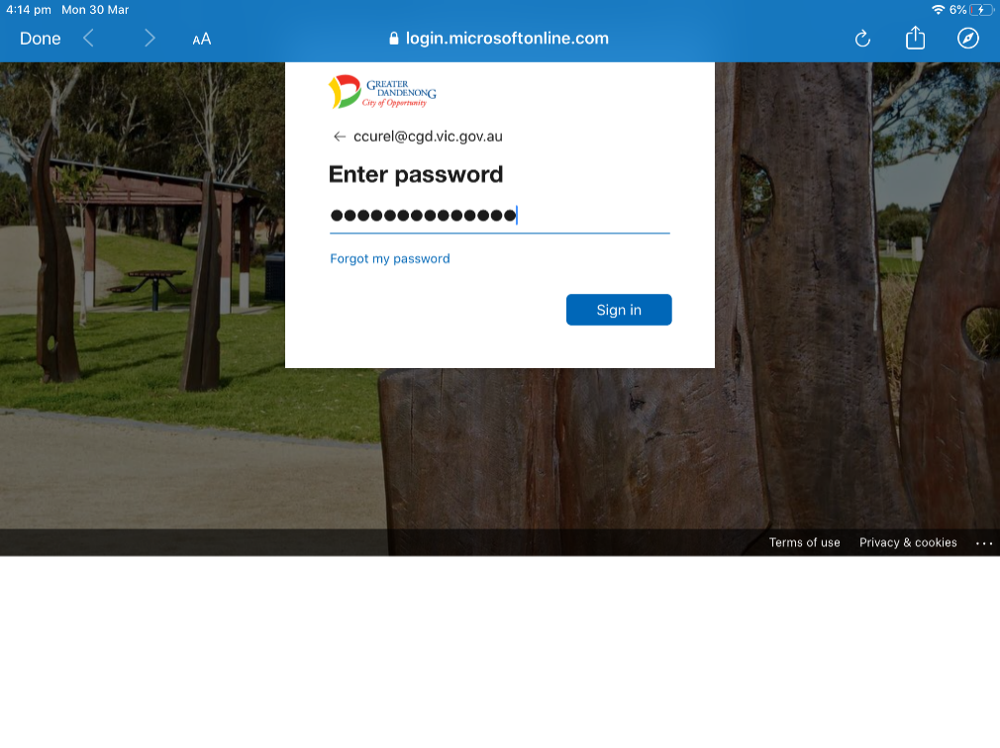 4:14 pm Mon 30 Mar 6%
Done AA login.microsoftonline.com
GREATER
DANDENONG
City of Opportunity
ccurel@cgd.vic.gov.au
Enter password
Forgot my password
Sign in
Terms of use Privacy & cookies ...